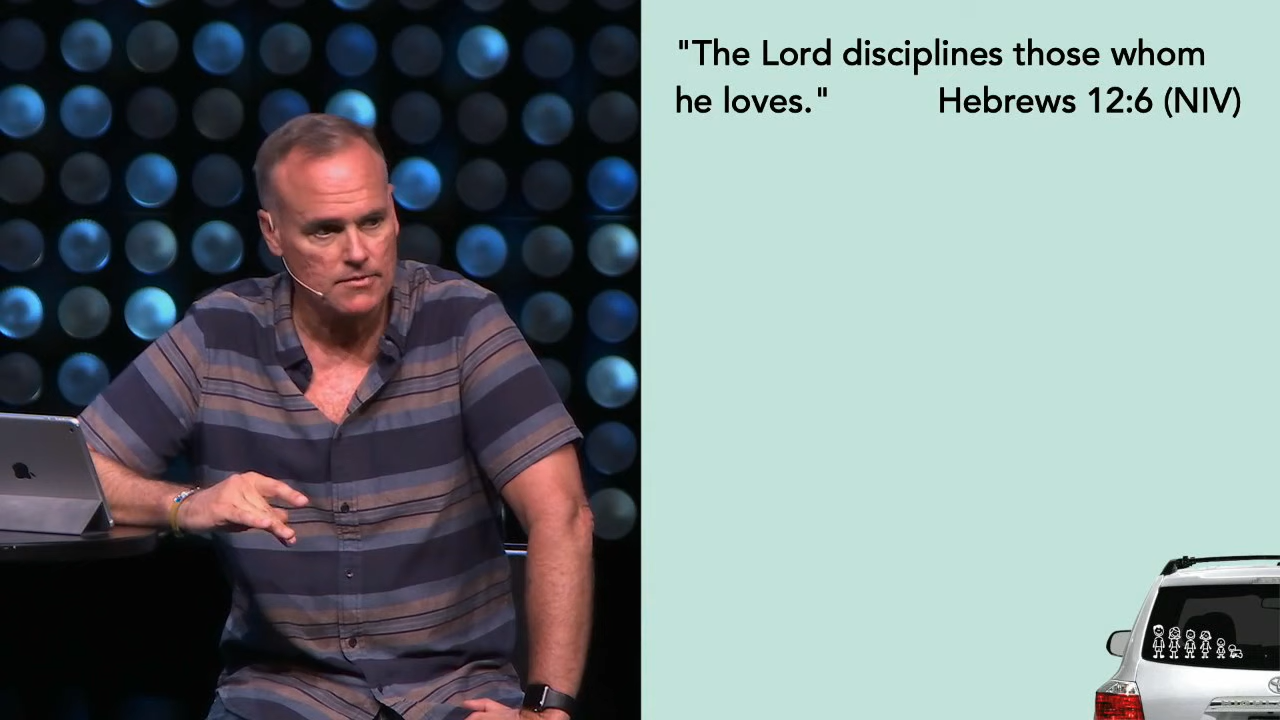 "The Lord disciplines those whom
he loves." Hebrews 12:6 (NIV)